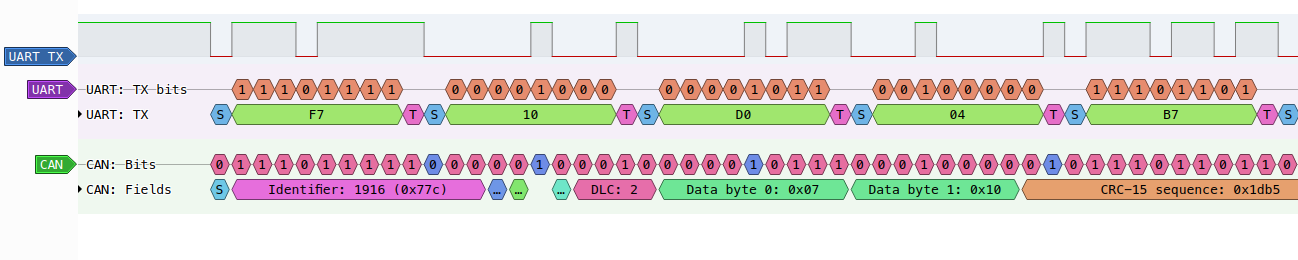 UART TX
UART
UART: TX bits
1 1 1 0 1 1 1 1 0 0 0 0 1 0 0 0 0 0 0 0 1 0 1 1 0 0 1 0 0 0 0 0 1 1 1 0 1 1 0 1
UART: TX
S F7 T S 10 T S D0 T S 04 T S B7 T S
CAN
CAN: Bits
0 1 1 1 0 1 1 1 1 1 0 0 0 0 0 1 0 0 0 1 0 0 0 0 0 1 0 1 1 1 0 0 0 1 0 0 0 0 0 1 0 1 1 1 0 1 1 0 1 1 0
CAN: Fields
S Identifier: 1916 (0x77c) … … … DLC: 2 Data byte 0: 0x07 Data byte 1: 0x10 CRC-15 sequence: 0x1db5